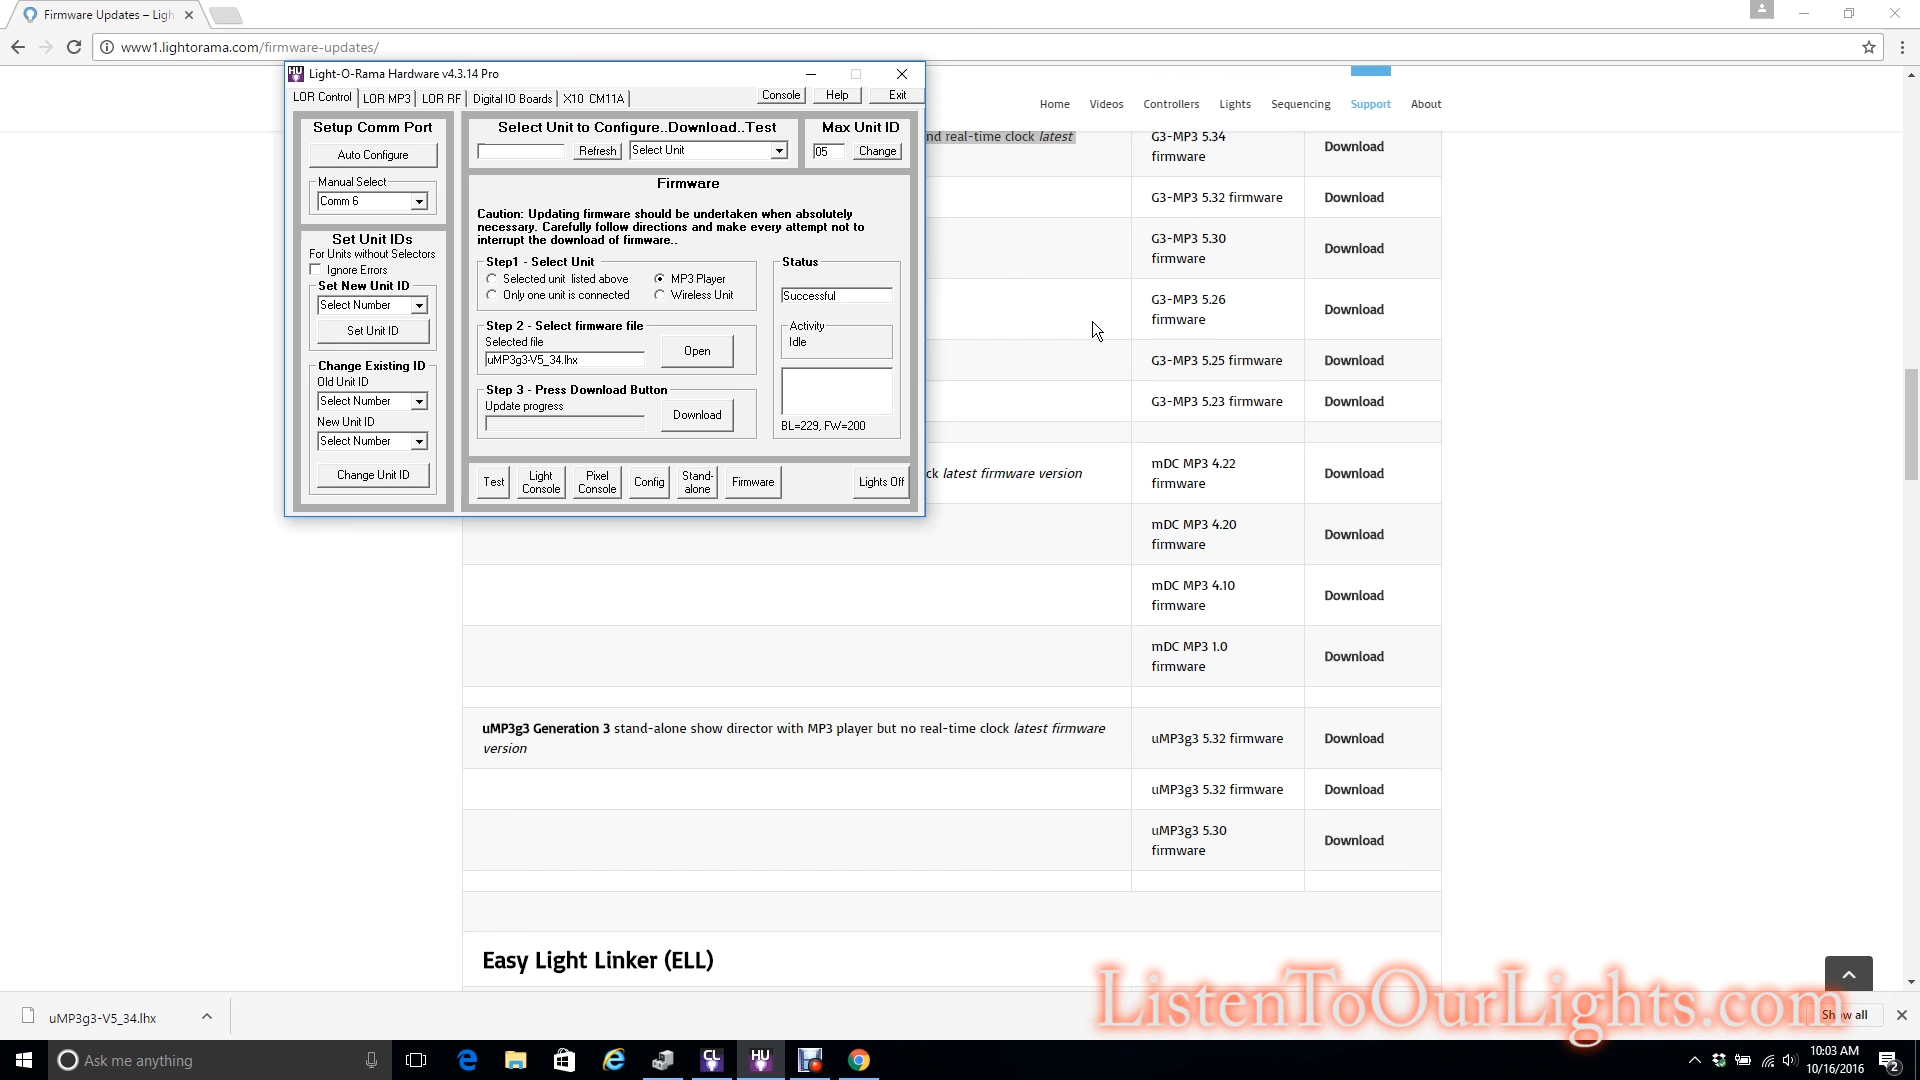 Firmware Updates – Ligh
www1.lightorama.com/firmware-updates/
HU Light-O-Rama Hardware v4.3.14 Pro
LOR Control LOR MP3 LOR RF Digital IO Boards X10 CM11A Console Help Exit
Setup Comm Port
Auto Configure
Manual Select
Comm 6
Set Unit IDs
For Units without Selectors
Ignore Errors
Set New Unit ID
Select Number
Set Unit ID
Change Existing ID
Old Unit ID
Select Number
New Unit ID
Select Number
Change Unit ID
Select Unit to Configure..Download..Test
Refresh Select Unit
Max Unit ID
05 Change
Firmware
Caution: Updating firmware should be undertaken when absolutely
necessary. Carefully follow directions and make every attempt not to
interrupt the download of firmware..
Step1 - Select Unit
Selected unit listed above MP3 Player
Only one unit is connected Wireless Unit
Step 2 - Select firmware file
Selected file
uMP3g3-V5_34.lhx
Open
Step 3 - Press Download Button
Update progress
Download
Status
Successful
Activity
Idle
BL=229, FW=200
Test
Light
Console
Pixel
Console
Config
Stand-
alone
Firmware
Lights Off
Home Videos Controllers Lights Sequencing Support About
nd real-time clock latest
G3-MP3 5.34
firmware
Download
G3-MP3 5.32 firmware Download
G3-MP3 5.30
firmware
Download
G3-MP3 5.26
firmware
Download
G3-MP3 5.25 firmware Download
G3-MP3 5.23 firmware Download
ck latest firmware version
mDC MP3 4.22
firmware
Download
mDC MP3 4.20
firmware
Download
mDC MP3 4.10
firmware
Download
mDC MP3 1.0
firmware
Download
uMP3g3 Generation 3 stand-alone show director with MP3 player but no real-time clock latest firmware
version
uMP3g3 5.32 firmware Download
uMP3g3 5.32 firmware Download
uMP3g3 5.30
firmware
Download
Easy Light Linker (ELL)
ListenToOurLights.com
uMP3g3-V5_34.lhx
Show all
Ask me anything
CL
HU
10:03 AM
10/16/2016
2